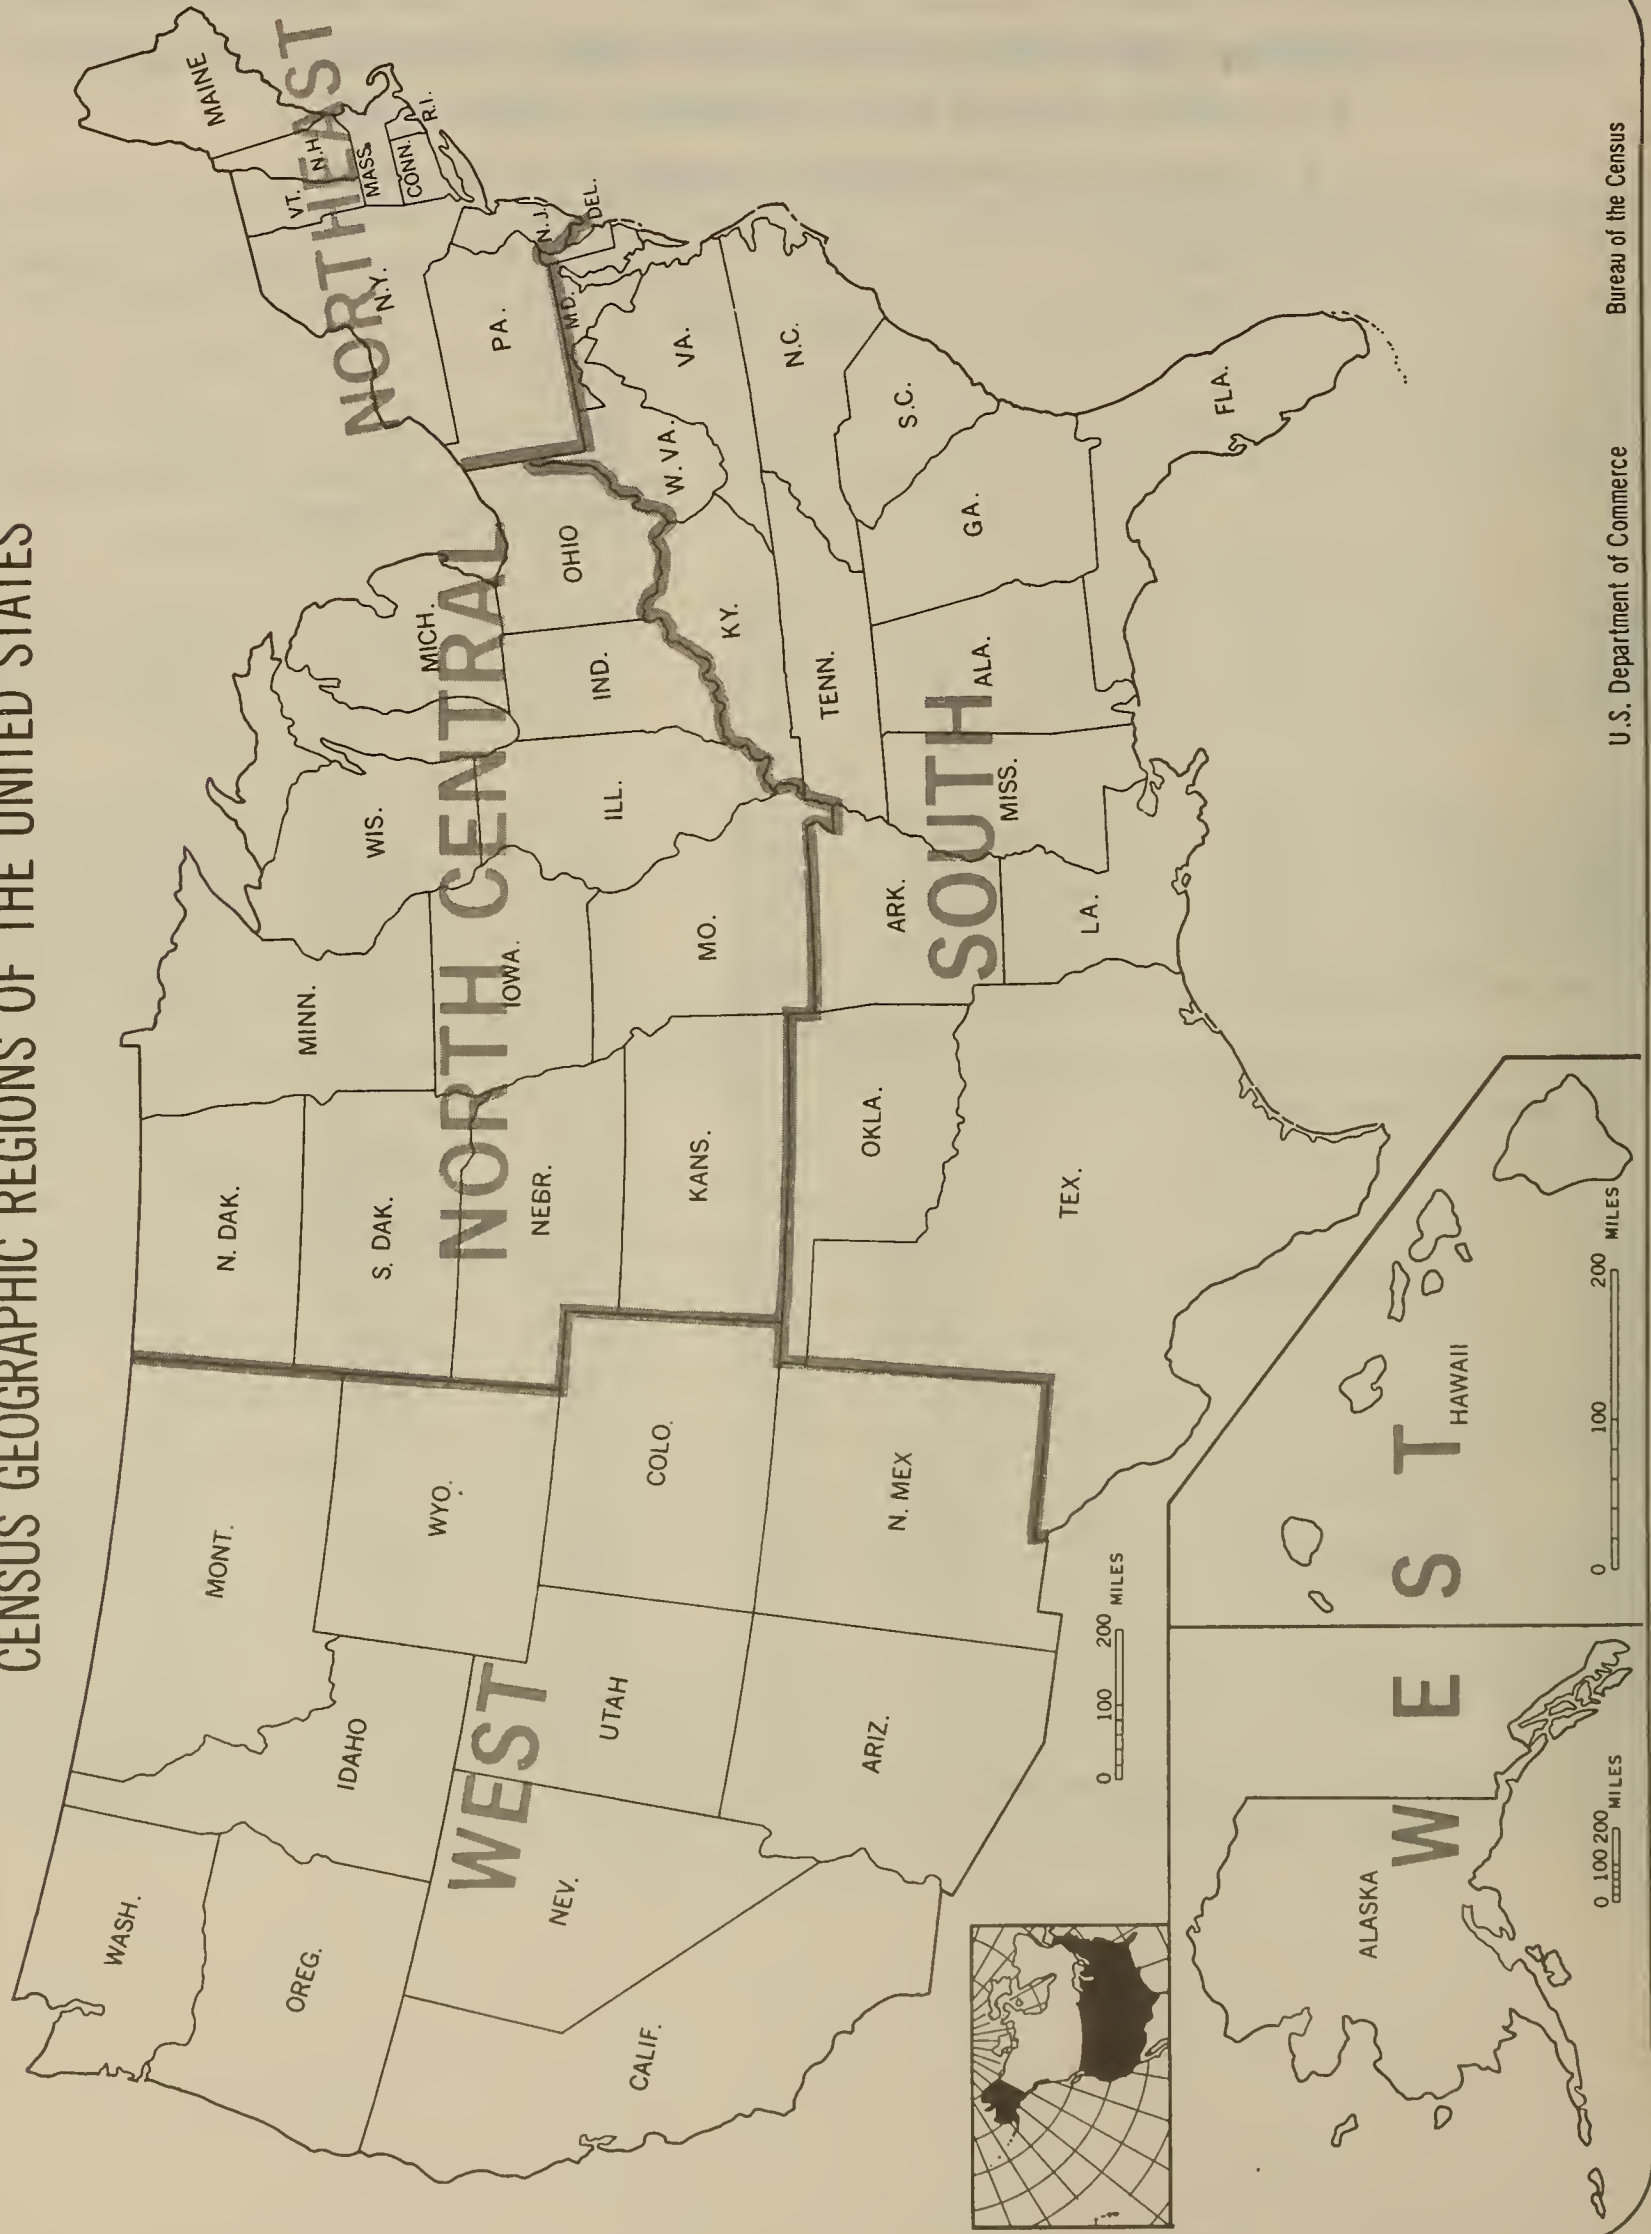 CENSUS GEOGRAPHIC REGIONS OF THE UNITED STATES
WASH.
OREG.
CALIF.
NEV.
IDAHO
MONT.
WYO.
UTAH
ARIZ.
COLO.
N. MEX
WEST
N. DAK.
S. DAK.
NEBR.
KANS.
MINN.
IOWA.
MO.
WIS.
ILL.
MICH.
IND.
OHIO
NORTH CENTRAL
OKLA.
TEX.
ARK.
LA.
MISS.
ALA.
TENN.
KY.
GA.
FLA.
S.C.
N.C.
VA.
W. VA.
MD.
DEL.
SOUTH
PA.
N.J.
N.Y.
VT.
N.H.
MAINE
MASS.
CONN.
R.I.
NORTHEAST
0 100 200
MILES
ALASKA
0 100 200
MILES
HAWAII
0 100 200
MILES
WEST
U.S. Department of Commerce
Bureau of the Census